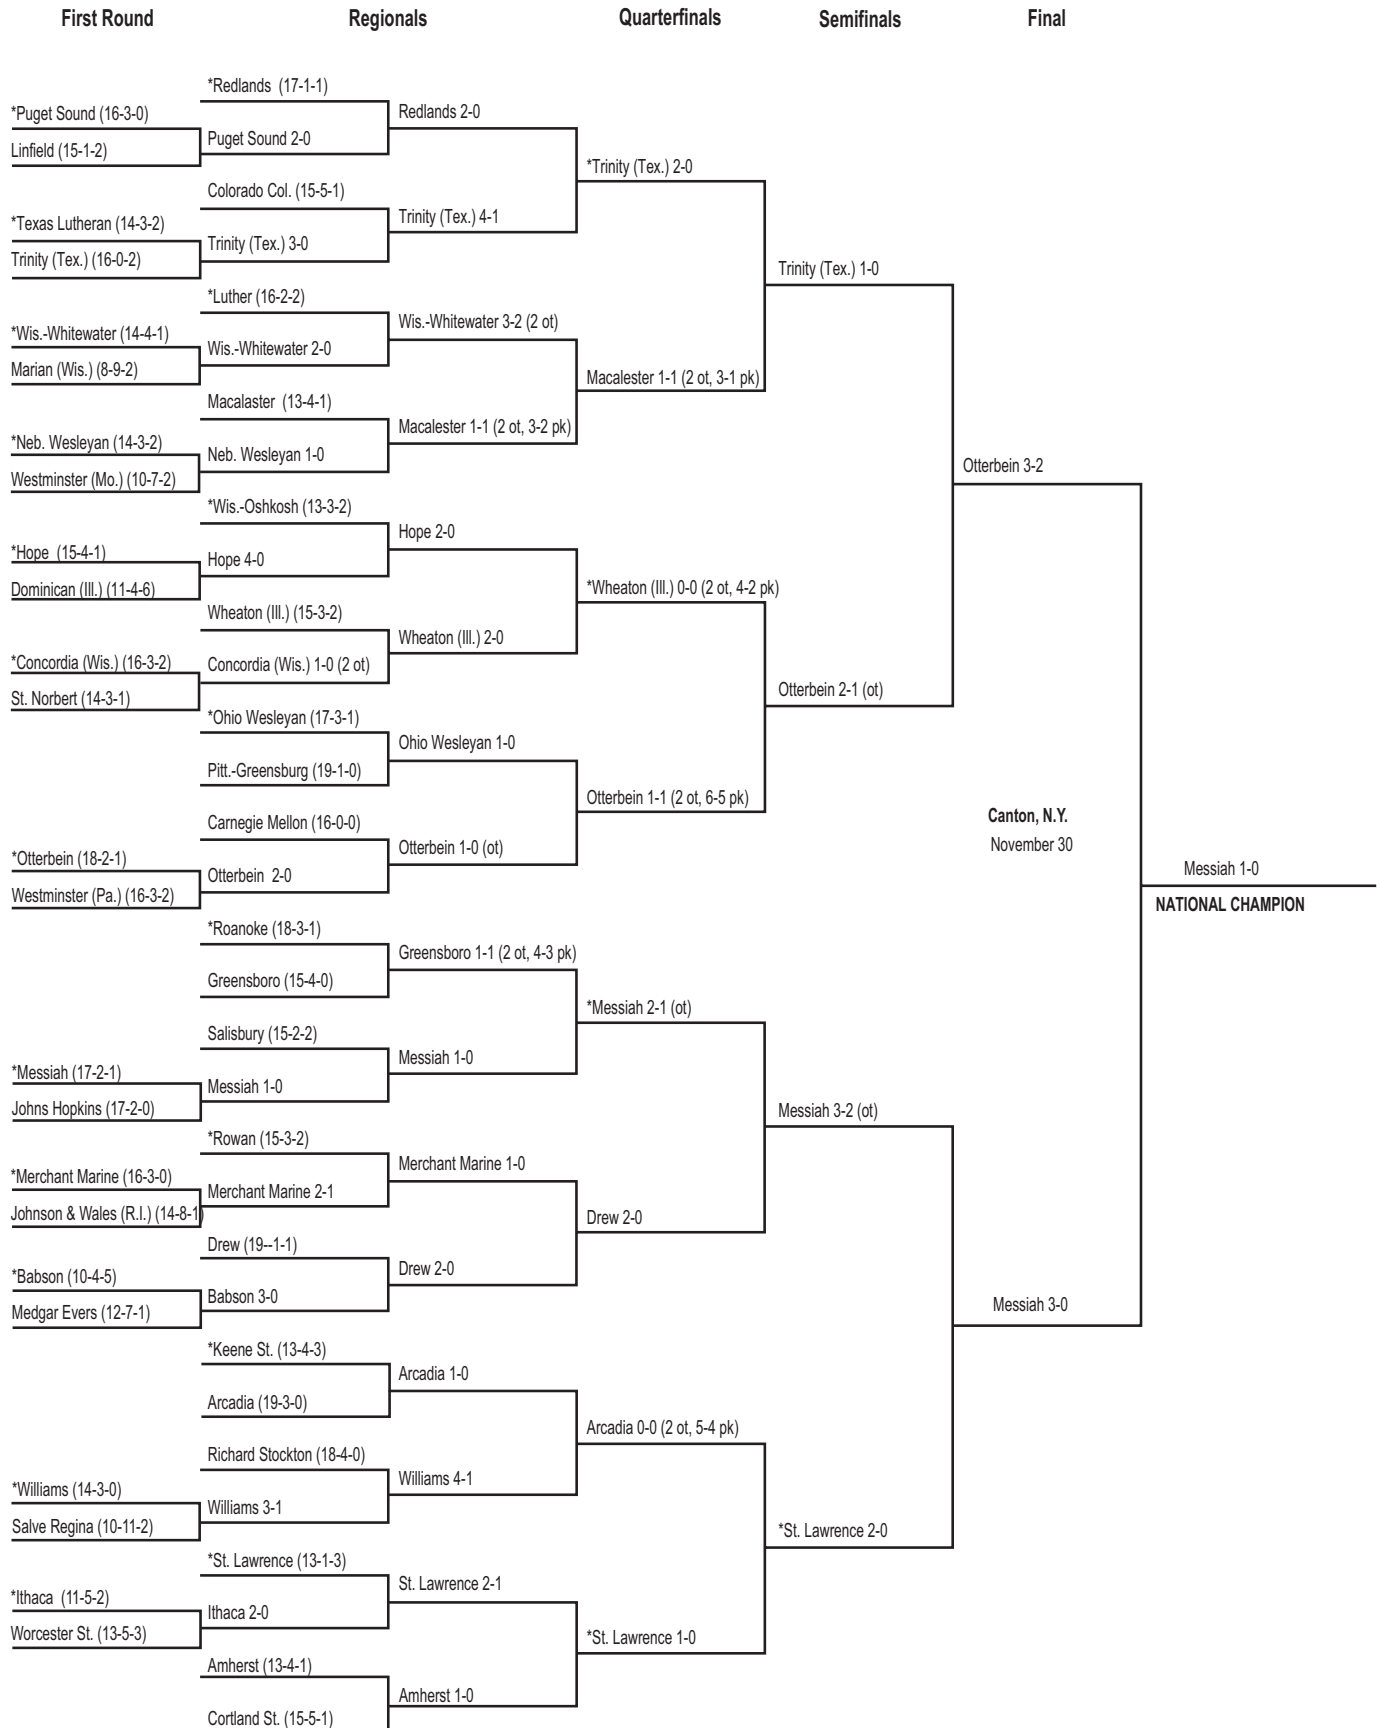 First Round
Regionals
Quarterfinals
Semifinals
Final
*Puget Sound (16-3-0)
Linfield (15-1-2)
*Texas Lutheran (14-3-2)
Trinity (Tex.) (16-0-2)
*Wis.-Whitewater (14-4-1)
Marian (Wis.) (8-9-2)
*Neb. Wesleyan (14-3-2)
Westminster (Mo.) (10-7-2)
*Hope (15-4-1)
Dominican (Ill.) (11-4-6)
*Concordia (Wis.) (16-3-2)
St. Norbert (14-3-1)
*Otterbein (18-2-1)
Westminster (Pa.) (16-3-2)
*Messiah (17-2-1)
Johns Hopkins (17-2-0)
*Merchant Marine (16-3-0)
Johnson & Wales (R.I.) (14-8-1)
*Babson (10-4-5)
Medgar Evers (12-7-1)
*Williams (14-3-0)
Salve Regina (10-11-2)
*Ithaca (11-5-2)
Worcester St. (13-5-3)
*Redlands (17-1-1)
Puget Sound 2-0
Colorado Col. (15-5-1)
Trinity (Tex.) 3-0
*Luther (16-2-2)
Wis.-Whitewater 2-0
Macalaster (13-4-1)
Neb. Wesleyan 1-0
*Wis.-Oshkosh (13-3-2)
Hope 4-0
Wheaton (Ill.) (15-3-2)
Concordia (Wis.) 1-0 (2 ot)
*Ohio Wesleyan (17-3-1)
Pitt.-Greensburg (19-1-0)
Carnegie Mellon (16-0-0)
Otterbein 2-0
*Roanoke (18-3-1)
Greensboro (15-4-0)
Salisbury (15-2-2)
Messiah 1-0
*Rowan (15-3-2)
Merchant Marine 2-1
Drew (19--1-1)
Babson 3-0
*Keene St. (13-4-3)
Arcadia (19-3-0)
Richard Stockton (18-4-0)
Williams 3-1
*St. Lawrence (13-1-3)
Ithaca 2-0
Amherst (13-4-1)
Cortland St. (15-5-1)
Redlands 2-0
Trinity (Tex.) 4-1
Wis.-Whitewater 3-2 (2 ot)
Macalester 1-1 (2 ot, 3-2 pk)
Hope 2-0
Wheaton (Ill.) 2-0
Ohio Wesleyan 1-0
Otterbein 1-0 (ot)
Greensboro 1-1 (2 ot, 4-3 pk)
Messiah 1-0
Merchant Marine 1-0
Drew 2-0
Arcadia 1-0
Williams 4-1
St. Lawrence 2-1
Amherst 1-0
*Trinity (Tex.) 2-0
Macalester 1-1 (2 ot, 3-1 pk)
*Wheaton (Ill.) 0-0 (2 ot, 4-2 pk)
Otterbein 1-1 (2 ot, 6-5 pk)
*Messiah 2-1 (ot)
Drew 2-0
Arcadia 0-0 (2 ot, 5-4 pk)
*St. Lawrence 1-0
Trinity (Tex.) 1-0
Otterbein 2-1 (ot)
Messiah 3-2 (ot)
*St. Lawrence 2-0
Otterbein 3-2
Canton, N.Y.
November 30
Messiah 3-0
Messiah 1-0
NATIONAL CHAMPION